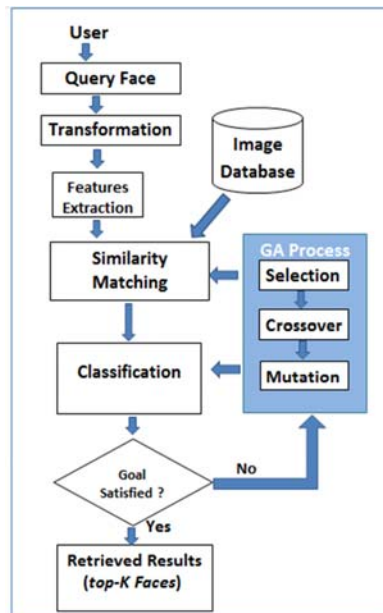 User
Query Face
Transformation
Image
Database
Features
Extraction
GA Process
Similarity
Matching
Selection
Crossover
Classification
Mutation
Goal
Satisfied ?
No
Yes
Retrieved Results
(top-K Faces)